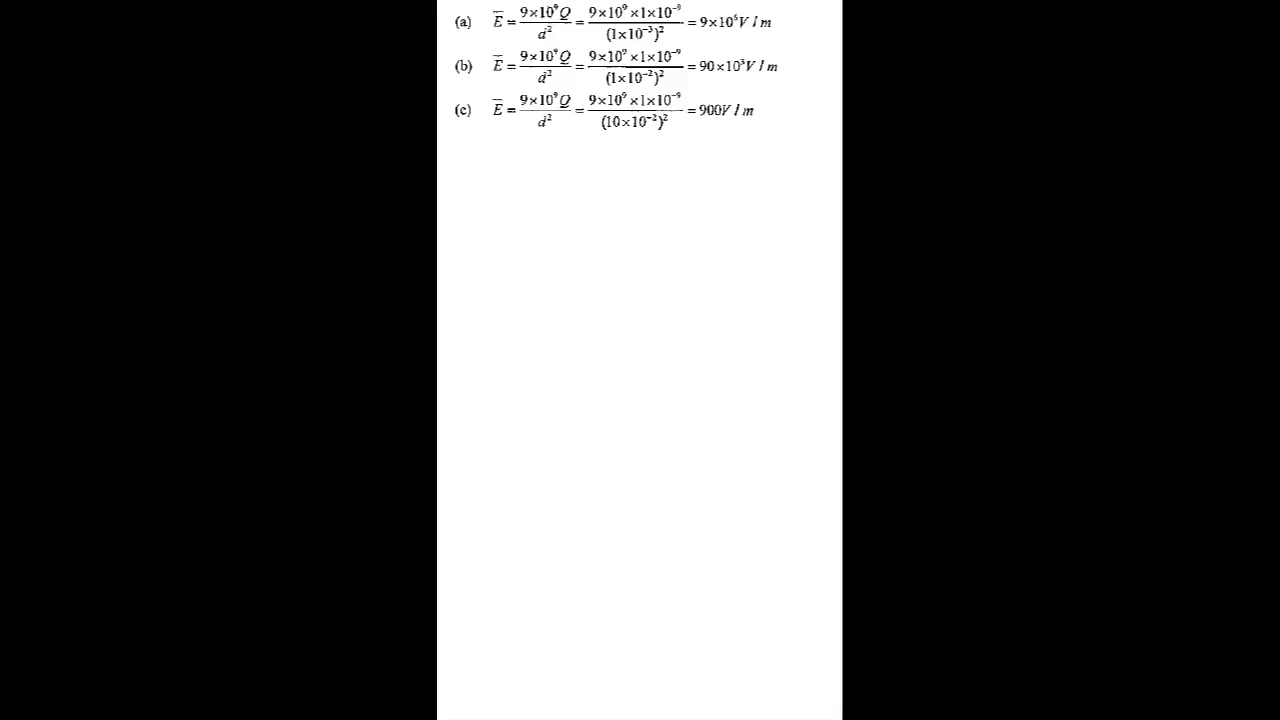 (a) E̅ = 9×10⁹Q / d² = 9×10⁹ ×1×10⁻⁹ / (1×10⁻³)² = 9×10⁶V / m
(b) E̅ = 9×10⁹Q / d² = 9×10⁹ ×1×10⁻⁹ / (1×10⁻²)² = 90×10³V / m
(c) E̅ = 9×10⁹Q / d² = 9×10⁹ ×1×10⁻⁹ / (10×10⁻²)² = 900V / m